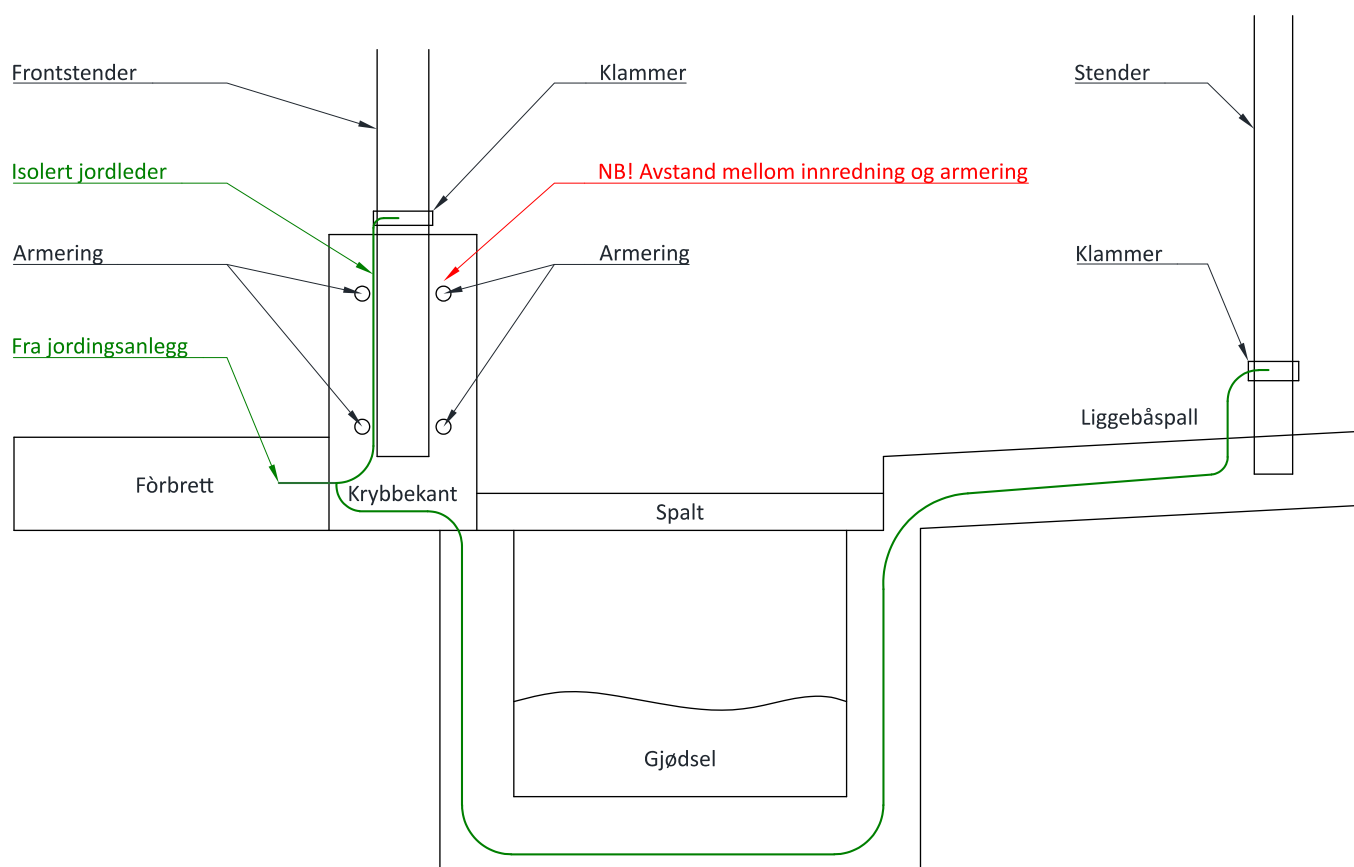 Frontstender
Klammer
Stender
Isolert jordleder
NB! Avstand mellom innredning og armering
Armering
Armering
Klammer
Fra jordingsanlegg
Liggebåspall
Fòrbrett
Krybbekant
Spalt
Gjødsel